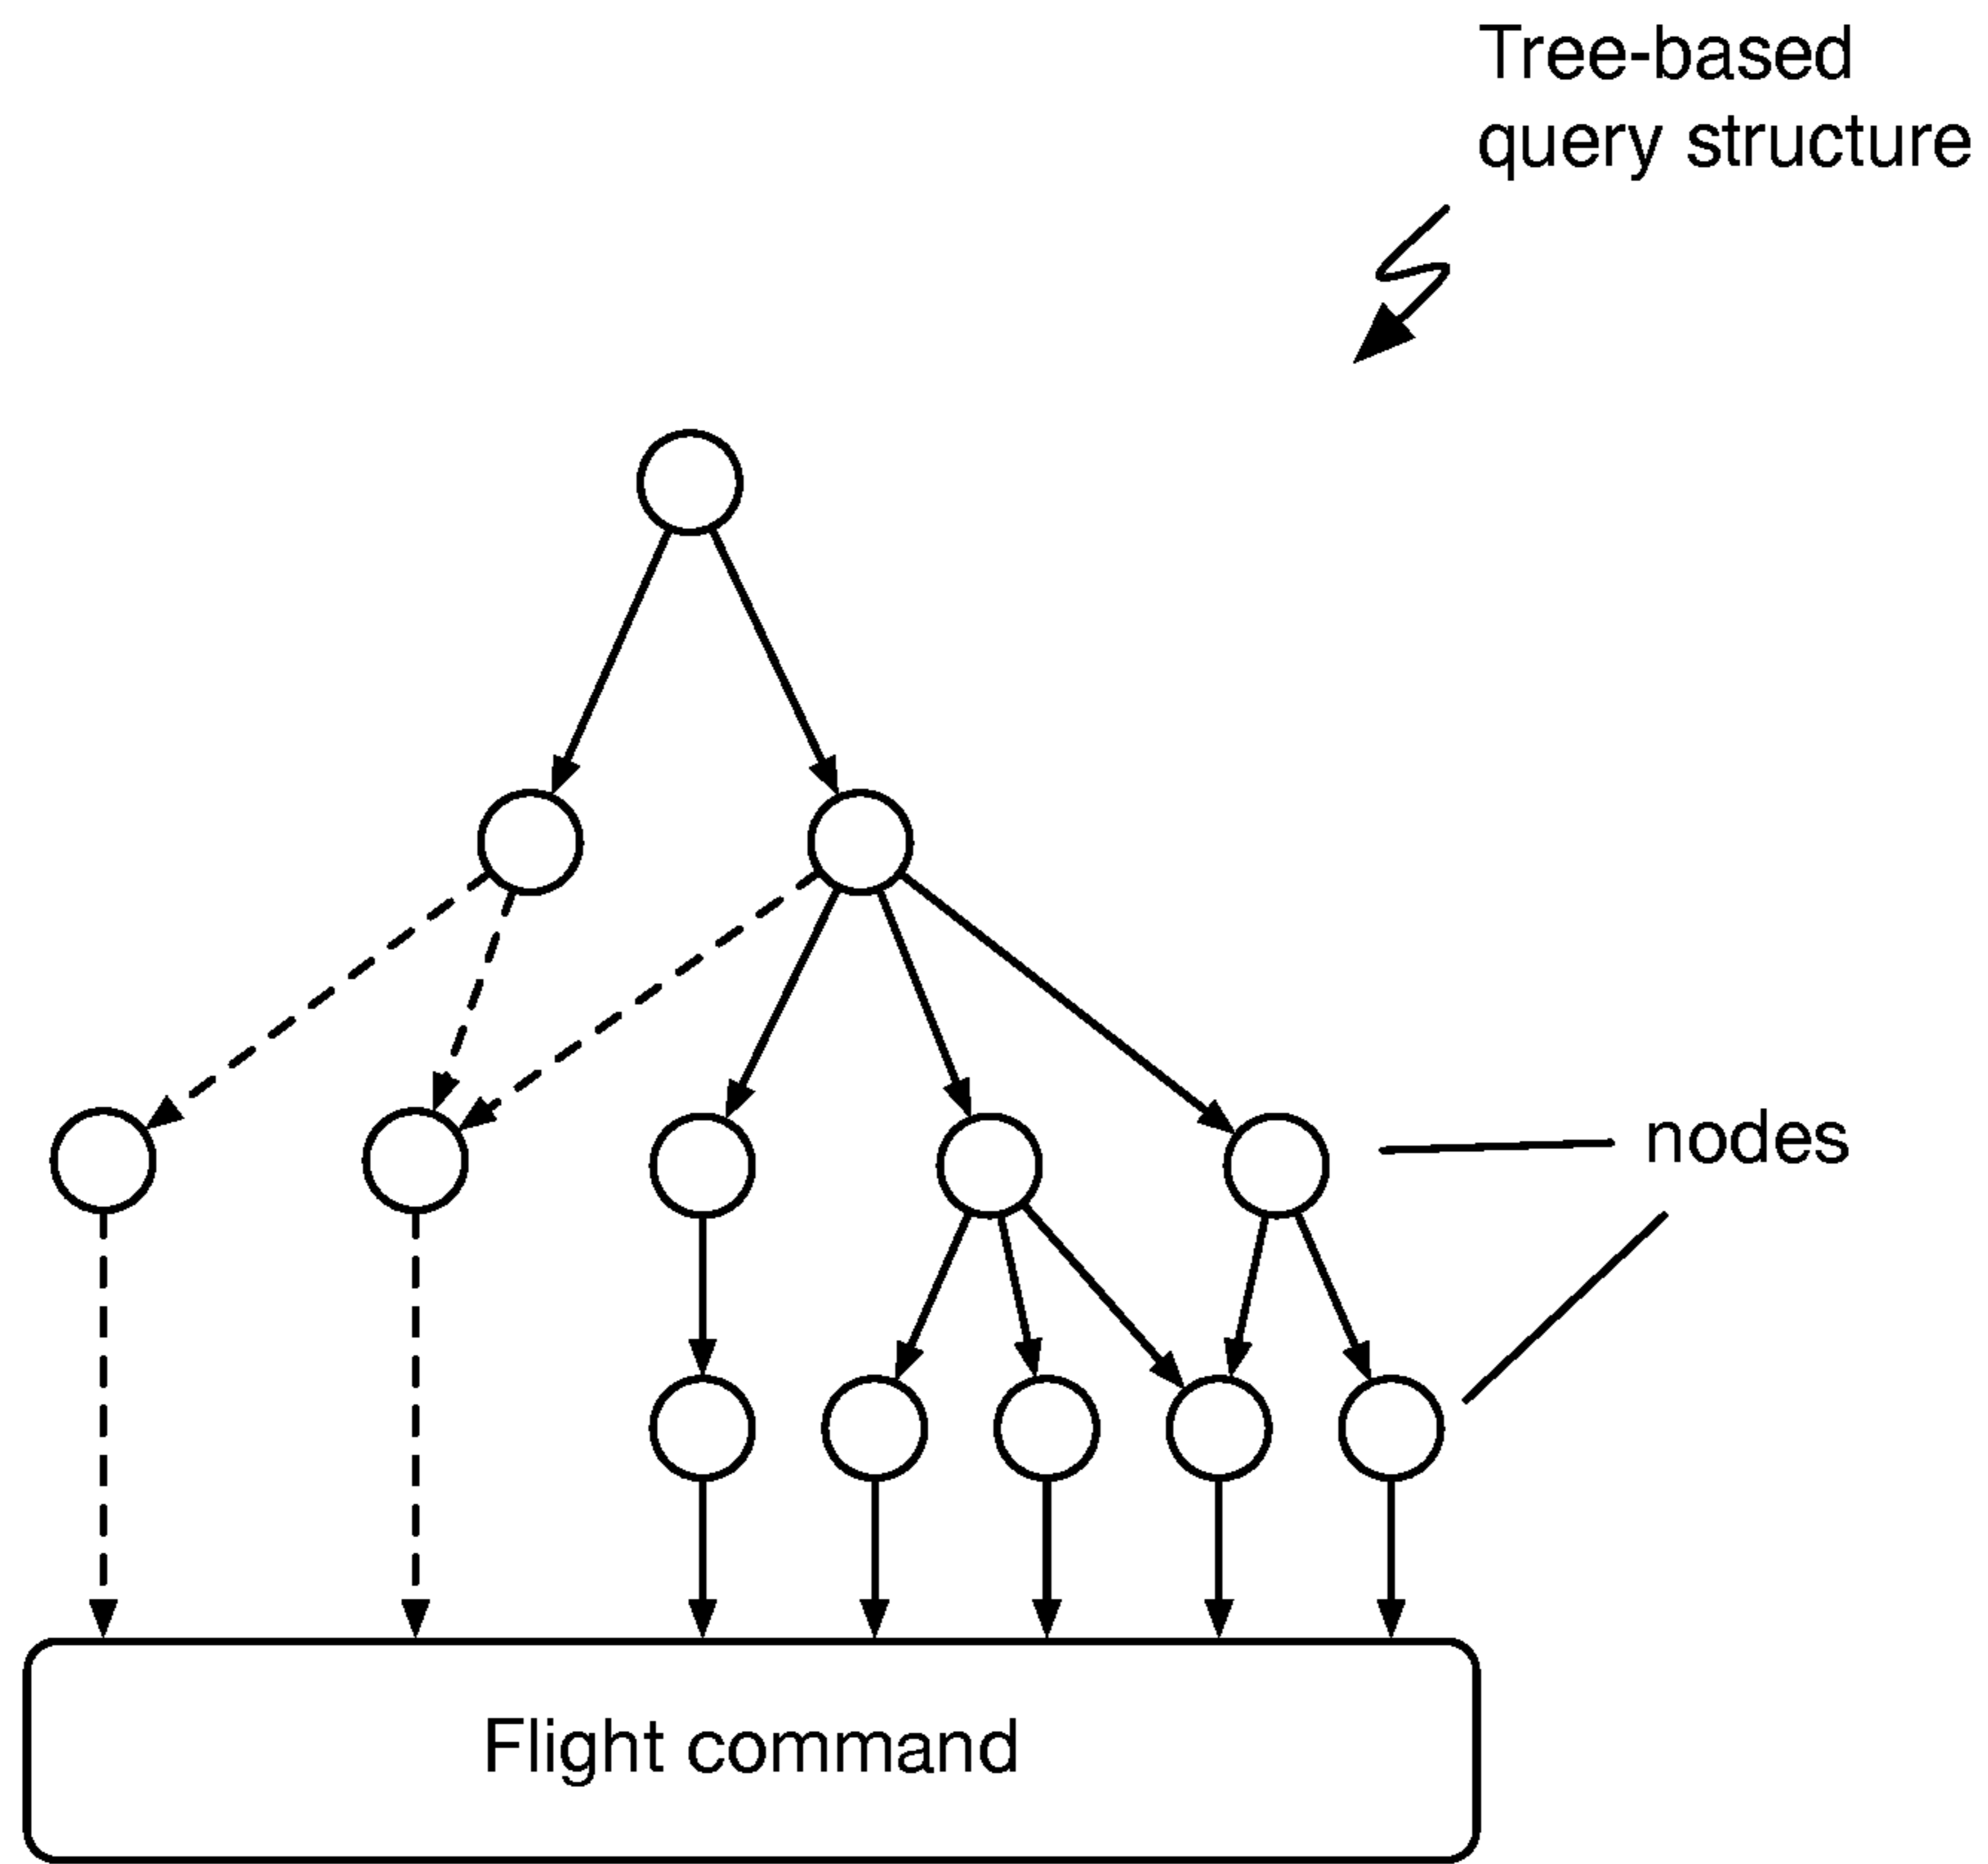 Tree-based
query structure
nodes
Flight command